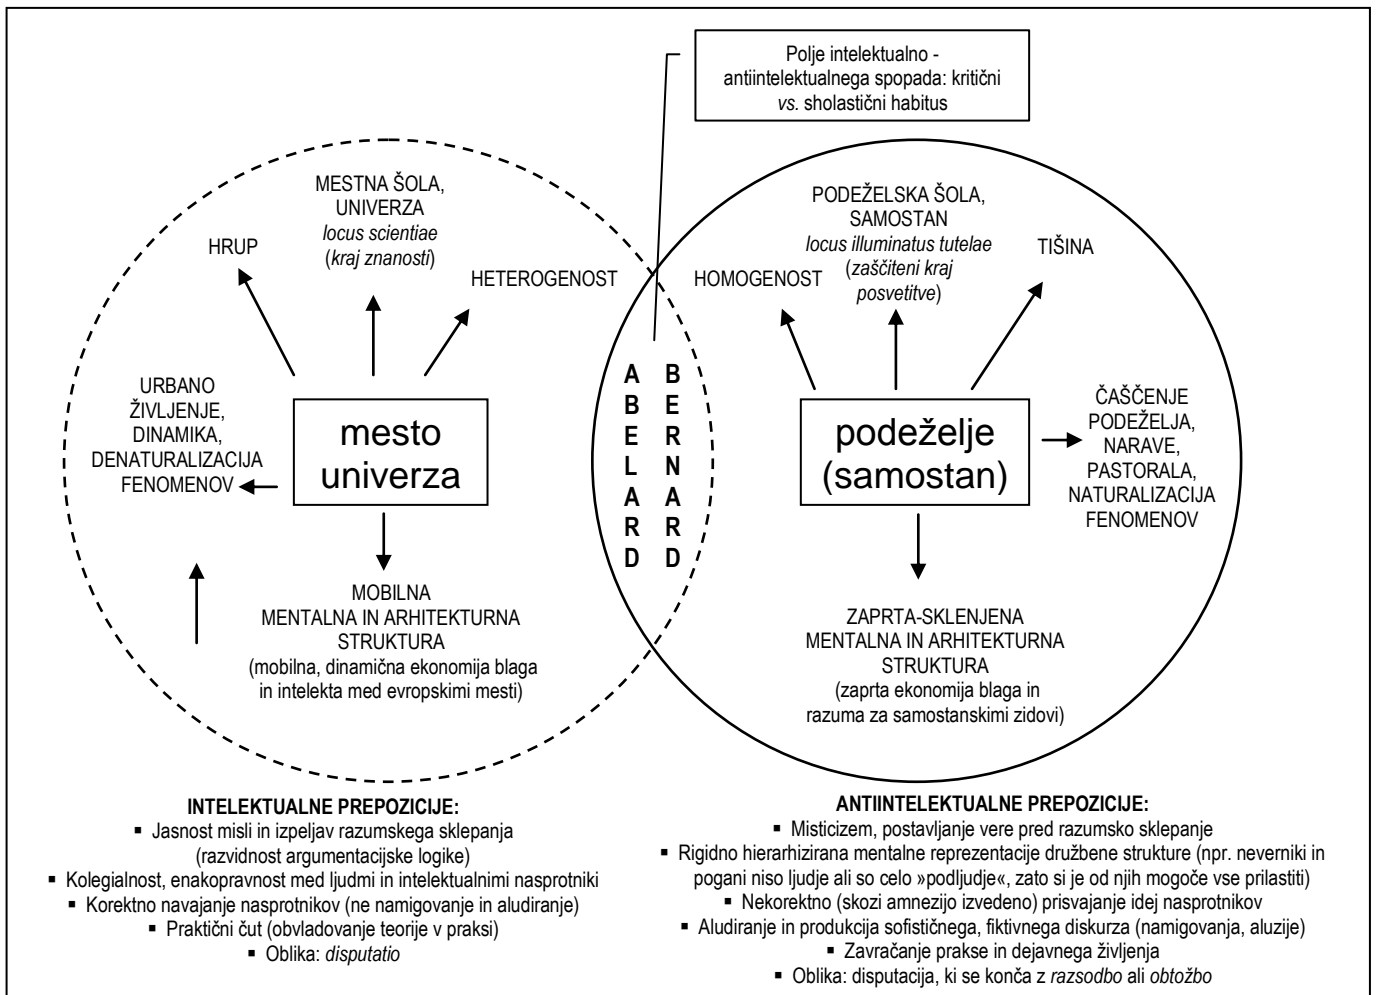 Polje intelektualno -
antiintelektualnega spopada: kritični
vs. sholastični habitus
MESTNA ŠOLA,
UNIVERZA
locus scientiae
(kraj znanosti)
HRUP
HETEROGENOST
URBANO
ŽIVLJENJE,
DINAMIKA,
DENATURALIZACIJA
FENOMENOV
mesto
univerza
MOBILNA
MENTALNA IN ARHITEKTURNA
STRUKTURA
(mobilna, dinamična ekonomija blaga
in intelekta med evropskimi mesti)
ABELARD
BERNARD
PODEŽELSKA ŠOLA,
SAMOSTAN
locus illuminatus tutelae
(zaščiteni kraj
posvetitve)
HOMOGENOST
TIŠINA
podeželje
(samostan)
ČAŠČENJE
PODEŽELJA,
NARAVE,
PASTORALA,
NATURALIZACIJA
FENOMENOV
ZAPRTA-SKLENJENA
MENTALNA IN ARHITEKTURNA
STRUKTURA
(zaprta ekonomija blaga in
razuma za samostanskimi zidovi)
INTELEKTUALNE PREPOZICIJE:
▪ Jasnost misli in izpeljav razumskega sklepanja
(razvidnost argumentacijske logike)
▪ Kolegialnost, enakopravnost med ljudmi in intelektualnimi nasprotniki
▪ Korektno navajanje nasprotnikov (ne namigovanje in aludiranje)
▪ Praktični čut (obvladovanje teorije v praksi)
▪ Oblika: disputatio
ANTIINTELEKTUALNE PREPOZICIJE:
▪ Misticizem, postavljanje vere pred razumsko sklepanje
▪ Rigidno hierarhizirana mentalne reprezentacije družbene strukture (npr. neverniki in
pogani niso ljudje ali so celo »podljudje«, zato si je od njih mogoče vse prilastiti)
▪ Nekorektno (skozi amnezijo izvedeno) prisvajanje idej nasprotnikov
▪ Aludiranje in produkcija sofističnega, fiktivnega diskurza (namigovanja, aluzije)
▪ Zavračanje prakse in dejavnega življenja
▪ Oblika: disputacija, ki se konča z razsodbo ali obtožbo